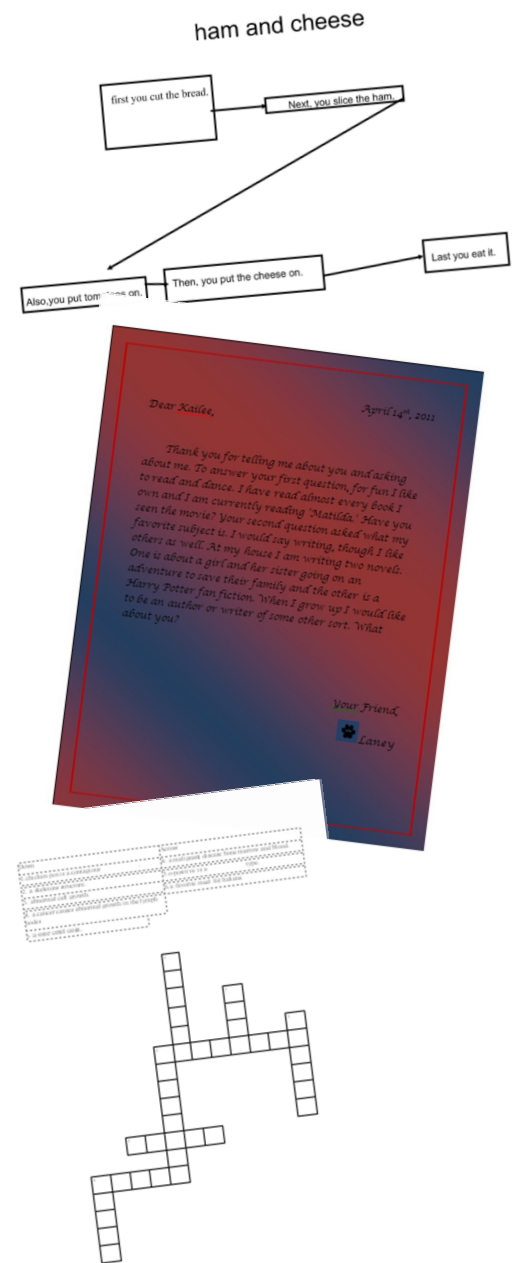 ham and cheese
first you cut the bread.
Next, you slice the ham.
Also,you put on.
Then, you put the cheese on.
Last you eat it.
Dear Kailee,
April 14st, 2011
Thank you for telling me about you and asking
about me. To answer your first question, for fun I like
to read and dance. I have read almost every book I
own and I am currently reading 'Matilda.' Have you
seen the movie? Your second question asked what my
favorite subject is. I would say writing, though I like
others as well. At my house I am writing two novels.
One is about a girl and her sister going on an
adventure to save their family and the other is a
Harry Potter fan fiction. When I grow up I would like
to be an author or writer of some other sort. What
about you?
Your Friend,
Laney